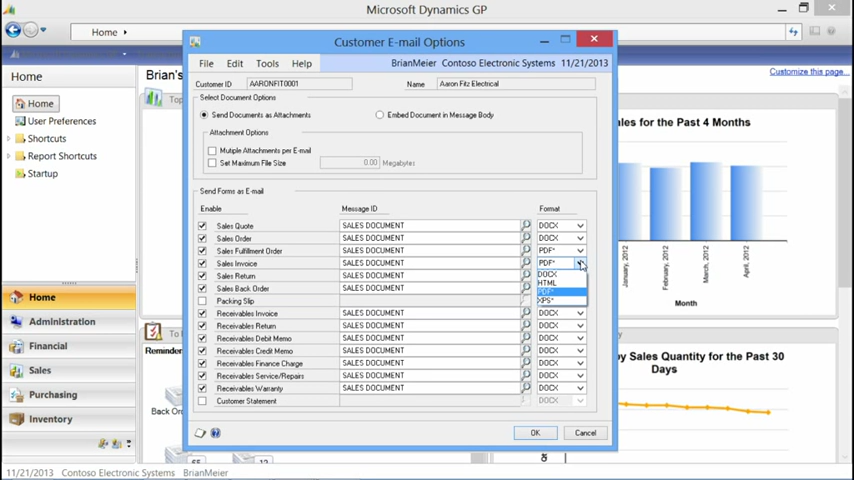 Microsoft Dynamics GP
Home
Customer E-mail Options
File Edit Tools Help
BrianMeier Contoso Electronic Systems 11/21/2013
Customize this page...
Home
Brian's
Customer ID AARONFIT0001 Name Aaron Fitz Electrical
Select Document Options
Home
User Preferences
Shortcuts
Report Shortcuts
Startup
Send Documents as Attachments
Embed Document in Message Body
ales for the Past 4 Months
Attachment Options
Multiple Attachments per E-mail
Set Maximum File Size 0.00 Megabytes
Send Forms as E-mail
Enable Message ID Format
Sales Quote SALES DOCUMENT DOCX
Sales Order SALES DOCUMENT DOCX
Sales Fulfillment Order SALES DOCUMENT PDF*
Sales Invoice SALES DOCUMENT PDF*
DOCX
HTML
PDF*
XPS*
Sales Return SALES DOCUMENT
Sales Back Order SALES DOCUMENT
Packing Slip
Receivables Invoice SALES DOCUMENT DOCX
Receivables Return SALES DOCUMENT DOCX
Receivables Debit Memo SALES DOCUMENT DOCX
Receivables Credit Memo SALES DOCUMENT DOCX
Receivables Finance Charge SALES DOCUMENT DOCX
Receivables Service/Repairs SALES DOCUMENT DOCX
Receivables Warranty SALES DOCUMENT DOCX
Customer Statement DOCX
OK Cancel
January, 2012
February, 2012
March, 2012
April, 2012
Month
by Sales Quantity for the Past 30
Days
Home
Administration
Financial
Sales
Purchasing
Inventory
To
Reminder
Back Or
65
12
11/21/2013 Contoso Electronic Systems BrianMeier